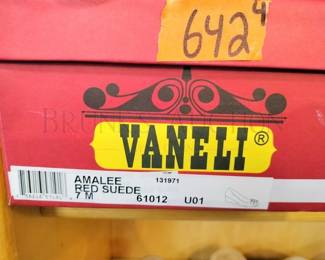 642 4
VANELI®
AMALEE 131971
RED SUEDE
7 M 61012 U01